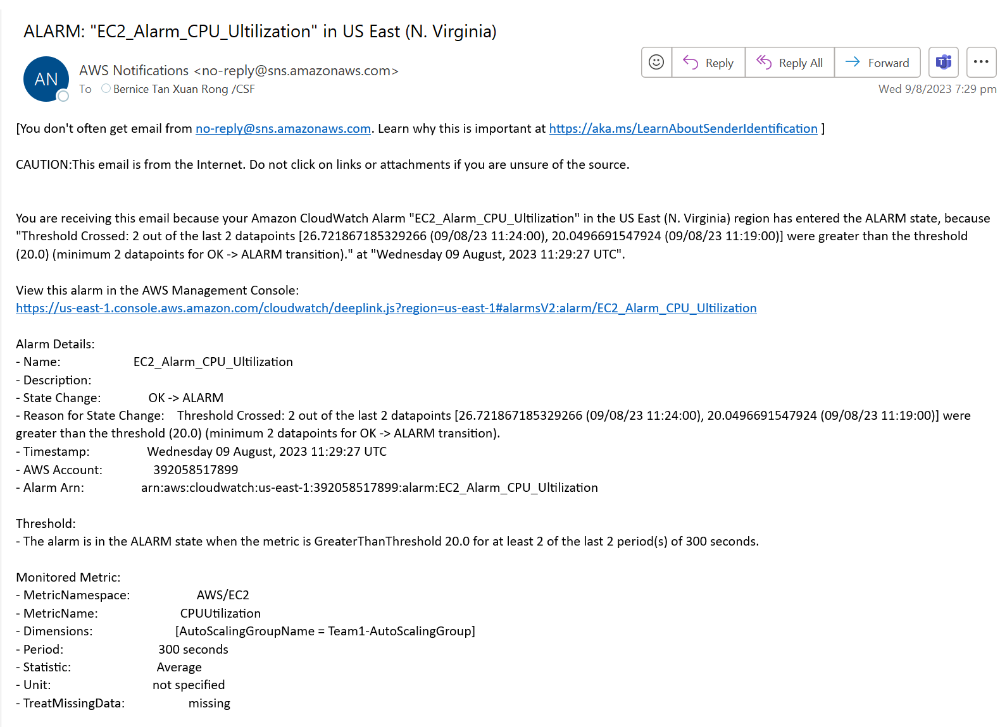 ALARM: "EC2_Alarm_CPU_Ultilization" in US East (N. Virginia)
AN
AWS Notifications <no-reply@sns.amazonaws.com>
To Bernice Tan Xuan Rong /CSF
Reply
Reply All
Forward
Wed 9/8/2023 7:29 pm
[You don't often get email from no-reply@sns.amazonaws.com. Learn why this is important at https://aka.ms/LearnAboutSenderIdentification ]
CAUTION:This email is from the Internet. Do not click on links or attachments if you are unsure of the source.
You are receiving this email because your Amazon CloudWatch Alarm "EC2_Alarm_CPU_Ultilization" in the US East (N. Virginia) region has entered the ALARM state, because
"Threshold Crossed: 2 out of the last 2 datapoints [26.721867185329266 (09/08/23 11:24:00), 20.0496691547924 (09/08/23 11:19:00)] were greater than the threshold
(20.0) (minimum 2 datapoints for OK -> ALARM transition)." at "Wednesday 09 August, 2023 11:29:27 UTC".
View this alarm in the AWS Management Console:
https://us-east-1.console.aws.amazon.com/cloudwatch/deeplink.js?region=us-east-1#alarmsV2:alarm/EC2_Alarm_CPU_Ultilization
Alarm Details:
- Name: EC2_Alarm_CPU_Ultilization
- Description:
- State Change: OK -> ALARM
- Reason for State Change: Threshold Crossed: 2 out of the last 2 datapoints [26.721867185329266 (09/08/23 11:24:00), 20.0496691547924 (09/08/23 11:19:00)] were
greater than the threshold (20.0) (minimum 2 datapoints for OK -> ALARM transition).
- Timestamp: Wednesday 09 August, 2023 11:29:27 UTC
- AWS Account: 392058517899
- Alarm Arn: arn:aws:cloudwatch:us-east-1:392058517899:alarm:EC2_Alarm_CPU_Ultilization
Threshold:
- The alarm is in the ALARM state when the metric is GreaterThanThreshold 20.0 for at least 2 of the last 2 period(s) of 300 seconds.
Monitored Metric:
- MetricNamespace: AWS/EC2
- MetricName: CPUUtilization
- Dimensions: [AutoScalingGroupName = Team1-AutoScalingGroup]
- Period: 300 seconds
- Statistic: Average
- Unit: not specified
- TreatMissingData: missing